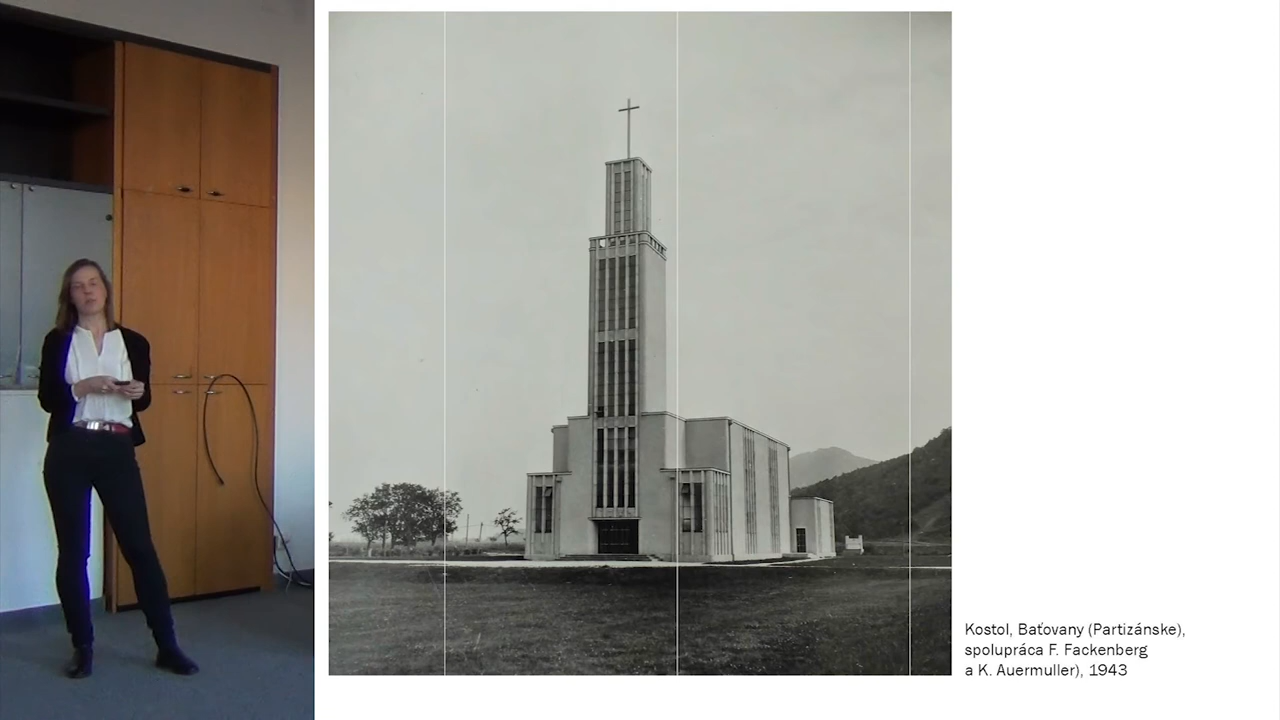 Kostol, Baťovany (Partizánske),
spolupráca F. Fackenberg
a K. Auermuller), 1943